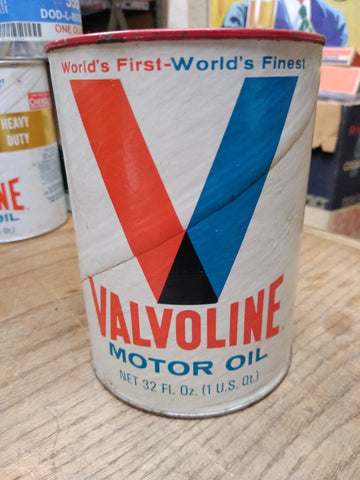 World's First-World's Finest
VALVOLINE
MOTOR OIL
NET 32 Fl. Oz. (1 U.S. Qt.)
HEAVY
DUTY